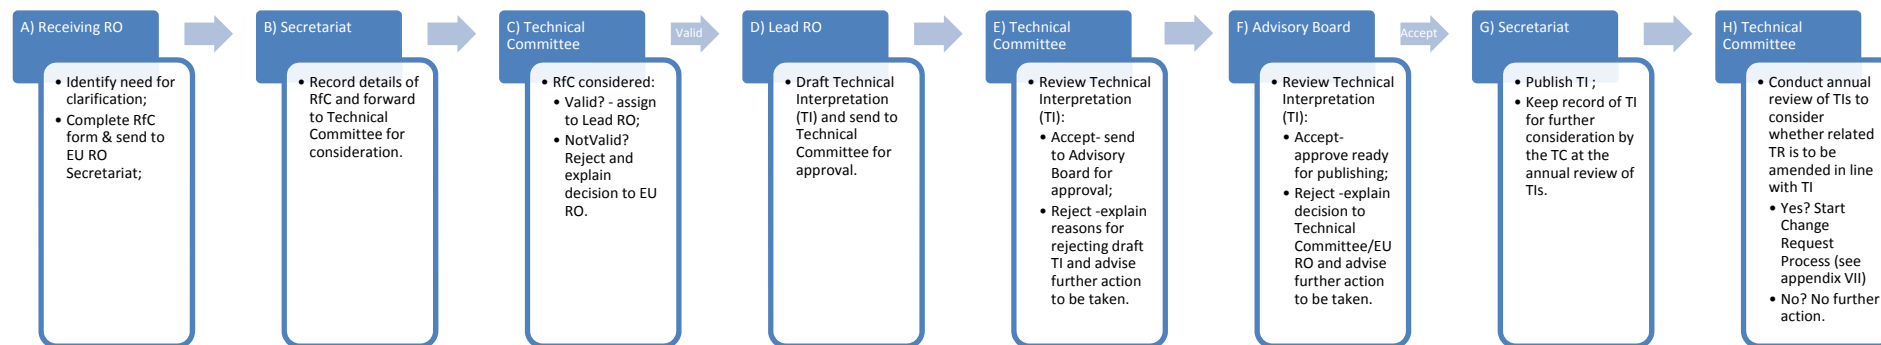 A) Receiving RO
• Identify need for
clarification;
• Complete RfC
form & send to
EU RO
Secretariat;
B) Secretariat
• Record details of
RfC and forward
to Technical
Committee for
consideration.
C) Technical
Committee
• RfC considered:
• Valid? - assign
to Lead RO;
• NotValid?
Reject and
explain
decision to EU
RO.
Valid
D) Lead RO
• Draft Technical
Interpretation
(TI) and send to
Technical
Committee for
approval.
E) Technical
Committee
• Review Technical
Interpretation
(TI):
• Accept- send
to Advisory
Board for
approval;
• Reject -explain
reasons for
rejecting draft
TI and advise
further action
to be taken.
F) Advisory Board
• Review Technical
Interpretation
(TI):
• Accept-
approve ready
for publishing;
• Reject -explain
decision to
Technical
Committee/EU
RO and advise
further action
to be taken.
Accept
G) Secretariat
• Publish TI ;
• Keep record of TI
for further
consideration by
the TC at the
annual review of
TIs.
H) Technical
Committee
• Conduct annual
review of TIs to
consider
whether related
TR is to be
amended in line
with TI
• Yes? Start
Change
Request
Process (see
appendix VII)
• No? No further
action.